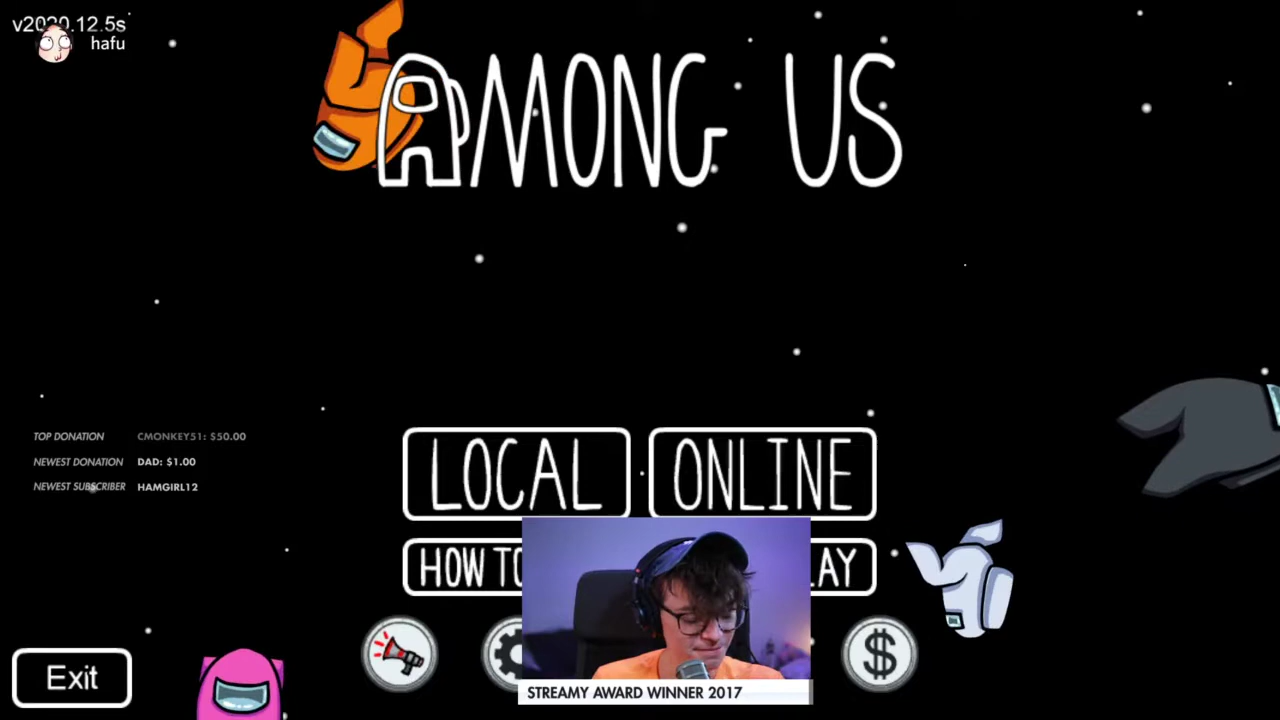 v2020.12.5s
hafu
AMONG US
TOP DONATION CMONKEY51: $50.00
NEWEST DONATION DAD: $1.00
NEWEST SUBSCRIBER HAMGIRL12
LOCAL ONLINE
HOW TO LAY
$
Exit
STREAMY AWARD WINNER 2017